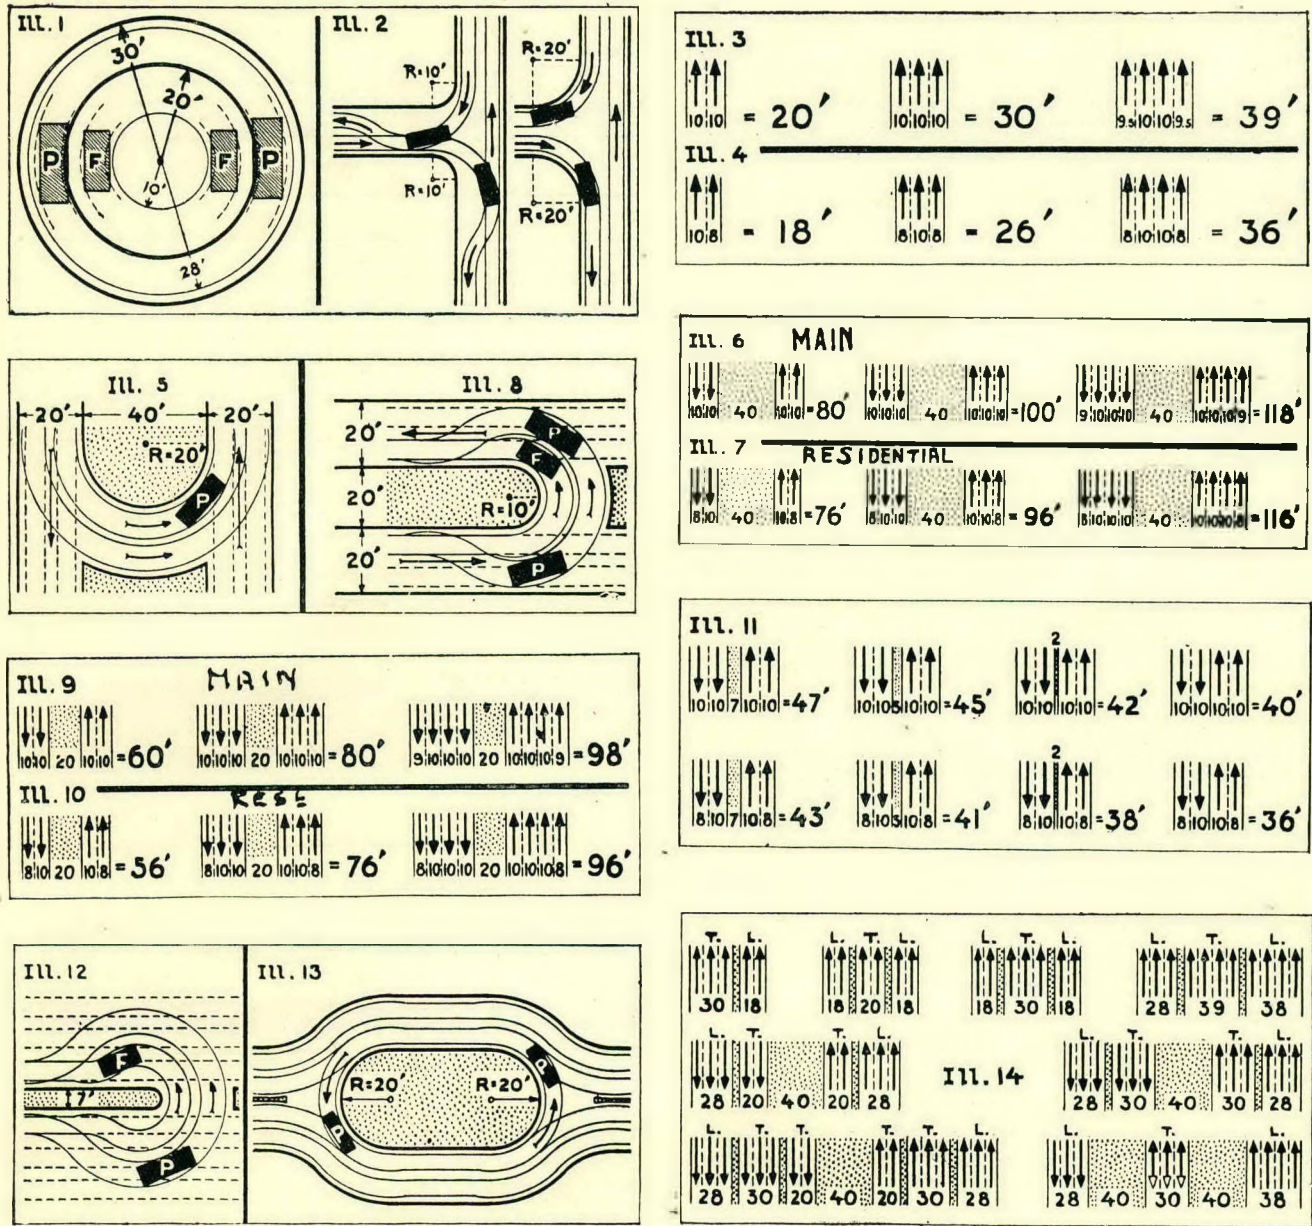 Ill. 1
30'
20'
P F F P
10'
28'
Ill. 2
R=10' R=20'
R=10'
R=20'
Ill. 3
10 10 = 20' 10 10 10 = 30' 9.5 10 10 9.5 = 39'
Ill. 4
10 8 = 18' 8 10 8 = 26' 8 10 10 8 = 36'
Ill. 5
20' 40' 20'
R=20'
P
Ill. 8
20'
P
F
20' R=10'
20'
P
Ill. 6 MAIN
10 10 40 10 10 =80' 10 10 10 40 10 10 10 =100' 9 10 10 10 40 10 10 10 9 =118'
Ill. 7 RESIDENTIAL
8 10 40 10 8 =76' 8 10 10 40 10 10 8 =96' 8 10 10 10 40 10 10 10 8 =116'
Ill. 9 MAIN
10 10 20 10 10 =60' 10 10 10 20 10 10 10 =80' 9 10 10 10 20 10 10 10 9 =98'
Ill. 10 RESE
8 10 20 10 8 =56' 8 10 10 20 10 10 8 =76' 8 10 10 10 20 10 10 10 8 =96'
Ill. 11
2
10 10 7 10 10 =47' 10 10 5 10 10 =45' 10 10 10 10 =42' 10 10 10 10 =40'
2
8 10 7 10 8 =43' 8 10 5 10 8 =41' 8 10 10 8 =38' 8 10 10 8 =36'
Ill. 12
F
7'
P
Ill. 13
P
R=20' R=20'
P
T. L. L. T. L. L. T. L. L. T. L.
30 18 18 20 18 18 30 18 28 39 38
L. T. T. L. L. T. T. L.
Ill. 14
28 20 40 20 28 28 30 40 30 28
L. T. T. T. T. L. L. T. L.
28 30 20 40 20 30 28 28 40 30 40 38